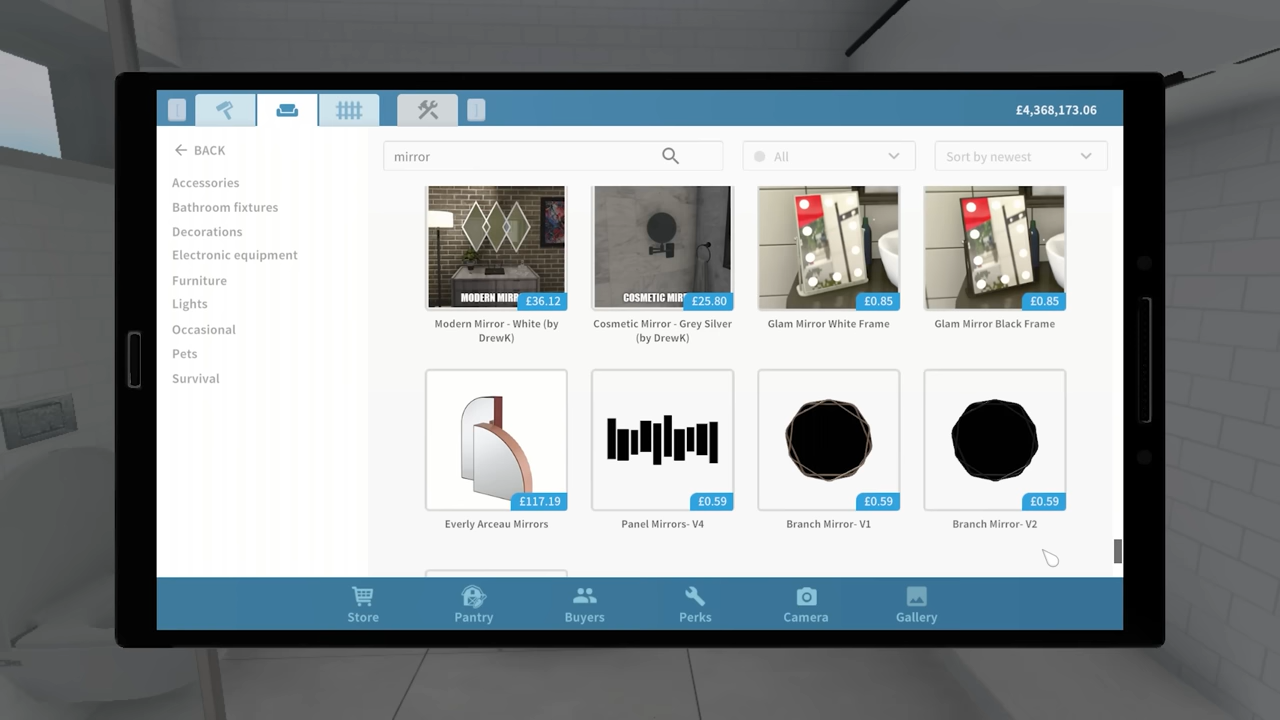 £4,368,173.06
BACK
mirror
All
Sort by newest
Accessories
Bathroom fixtures
Decorations
Electronic equipment
Furniture
Lights
Occasional
Pets
Survival
MODERN MIRR
£36.12
COSMETIC MIR
£25.80
£0.85
£0.85
Modern Mirror - White (by
DrewK)
Cosmetic Mirror - Grey Silver
(by DrewK)
Glam Mirror White Frame
Glam Mirror Black Frame
£117.19
£0.59
£0.59
£0.59
Everly Arceau Mirrors
Panel Mirrors- V4
Branch Mirror- V1
Branch Mirror- V2
Store
Pantry
Buyers
Perks
Camera
Gallery